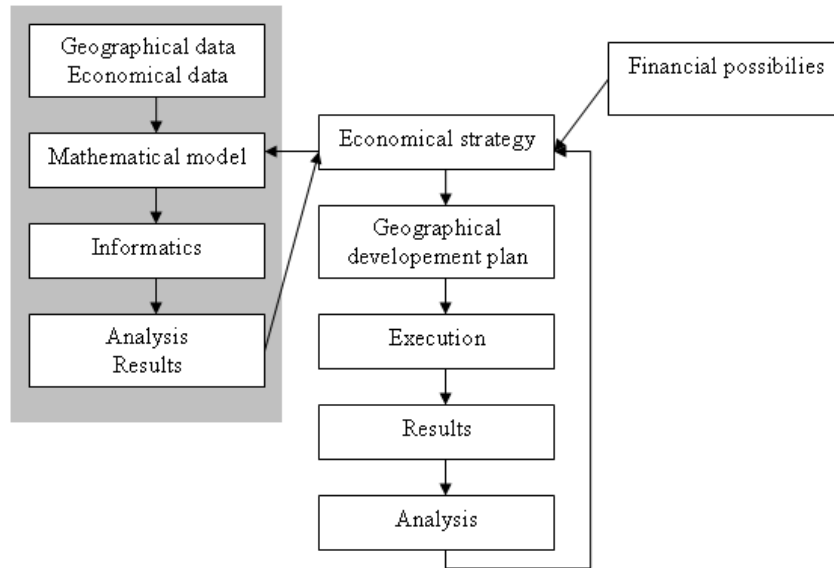 Geographical data
Economical data
Mathematical model
Informatics
Analysis
Results
Economical strategy
Geographical
developement plan
Execution
Results
Analysis
Financial possibilies